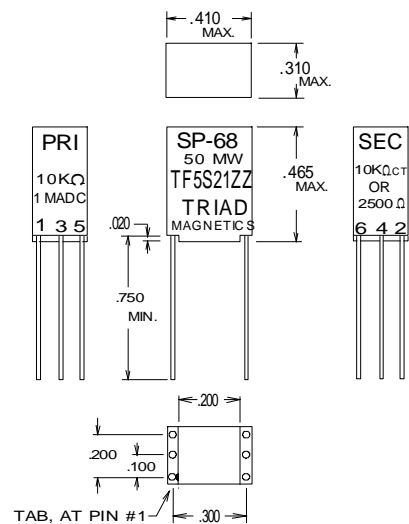 .410
MAX.
.310
MAX.
PRI
10KΩ
1 MADC
1 3 5
SP-68
50 MW
TF5S21ZZ
TRIAD
MAGNETICS
.465
MAX.
SEC
10KΩCT
OR
2500 Ω
6 4 2
.020
.750
MIN.
.200
.200
.100
TAB, AT PIN #1
.300